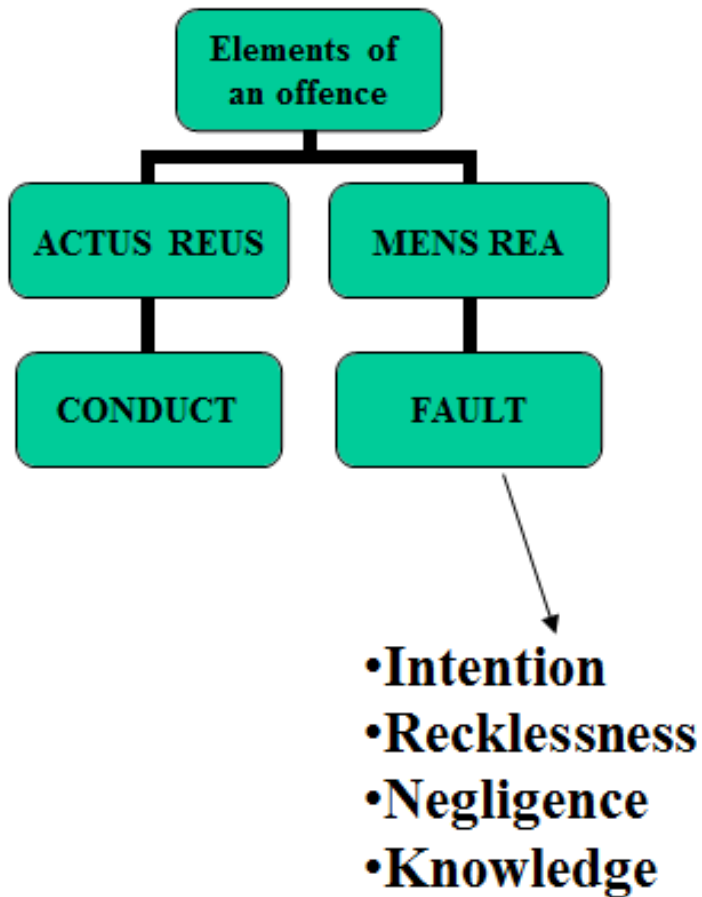 Elements of
an offence
ACTUS REUS
MENS REA
CONDUCT
FAULT
•Intention
•Recklessness
•Negligence
•Knowledge